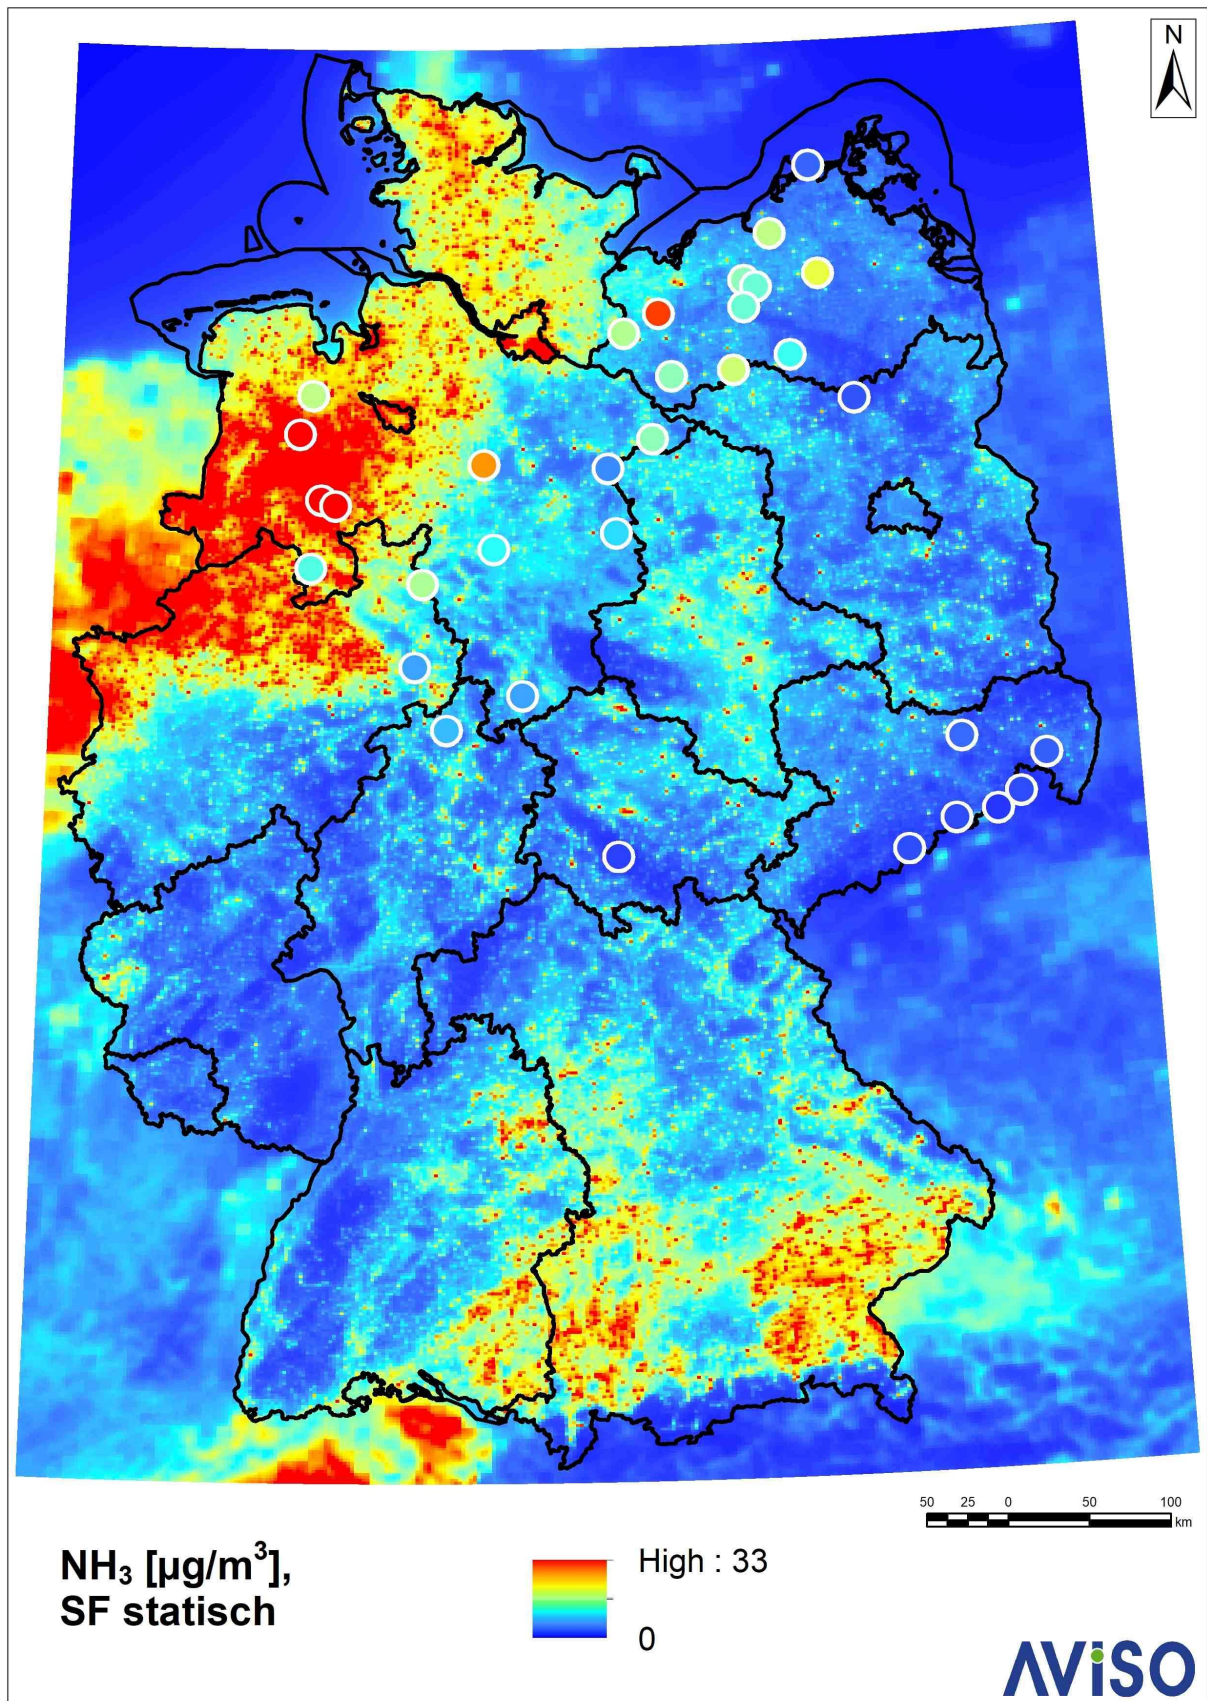 N
50 25 0 50 100
km
NH₃ [µg/m³],
SF statisch
High : 33
0
AViSO